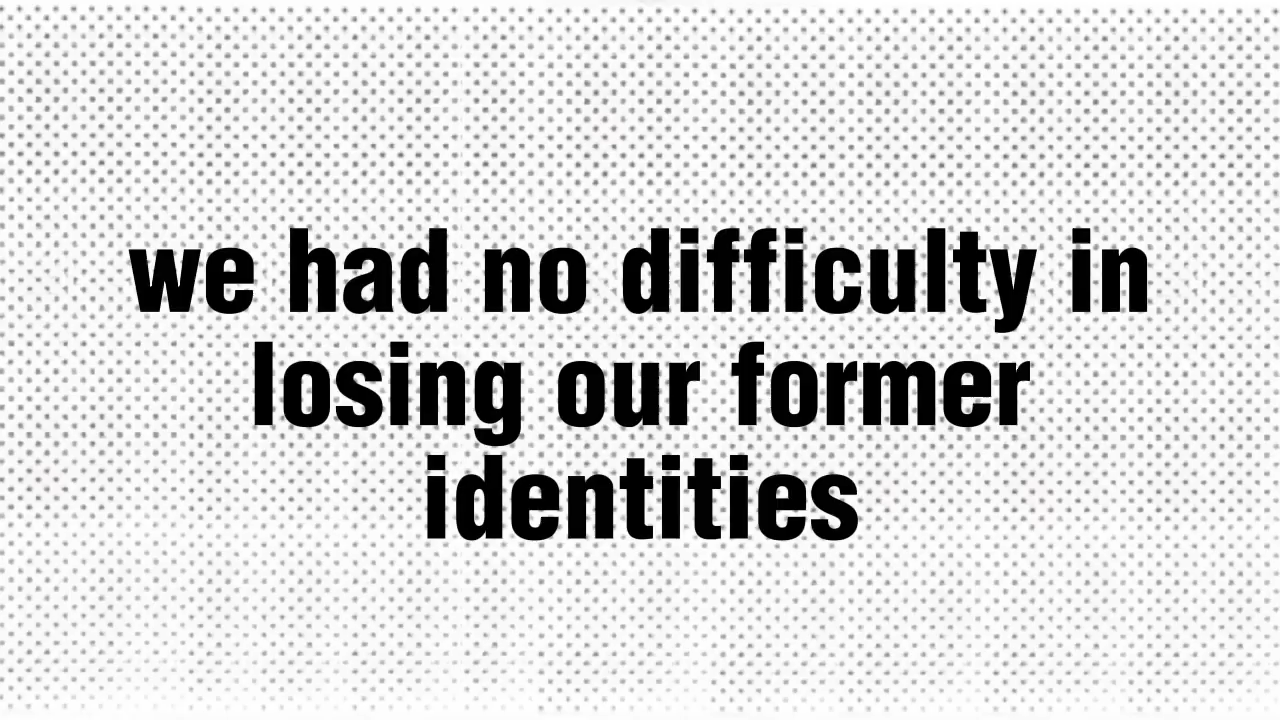 we had no difficulty in
losing our former
identities